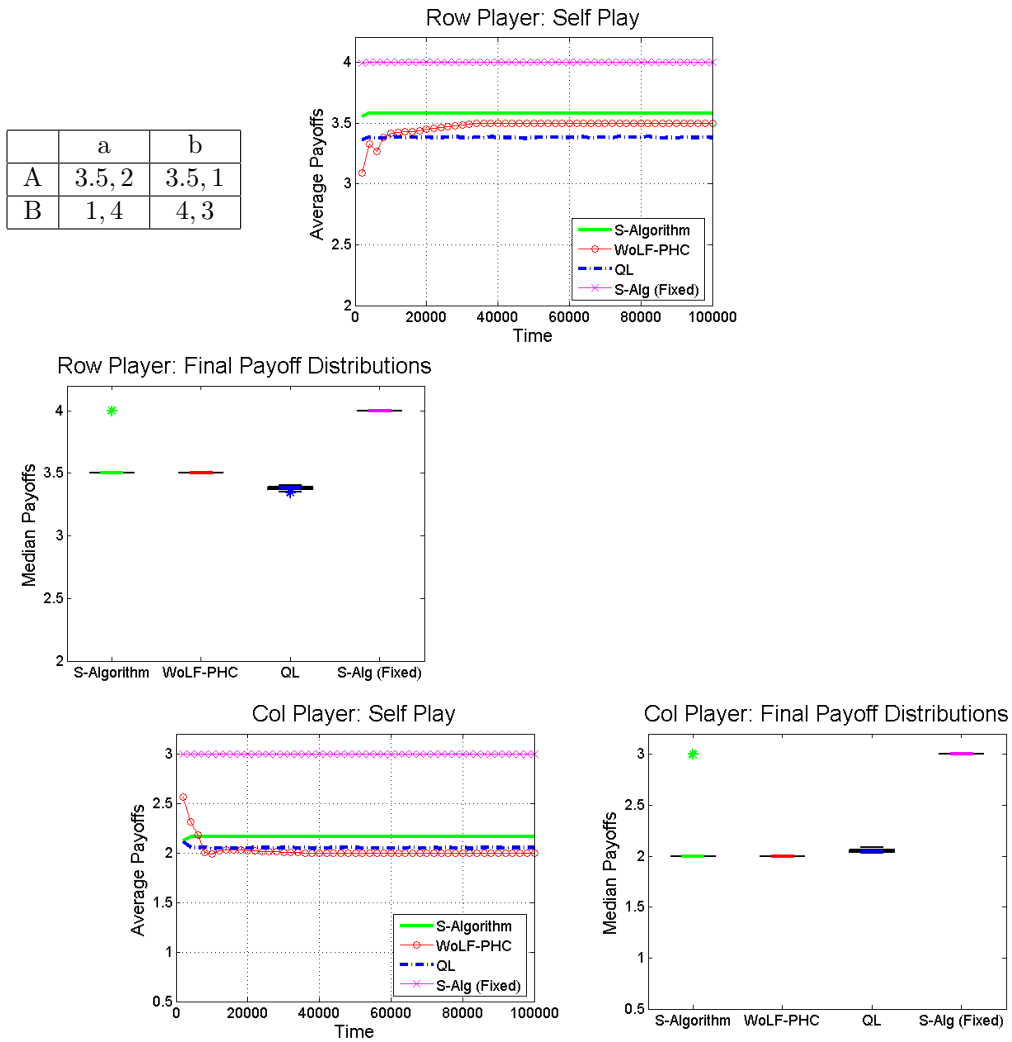 a b
A 3.5, 2 3.5, 1
B 1, 4 4, 3
Row Player: Self Play
Average Payoffs
4
3.5
3
2.5
2
0 20000 40000 60000 80000 100000
Time
S-Algorithm
WoLF-PHC
QL
S-Alg (Fixed)
Row Player: Final Payoff Distributions
Median Payoffs
4
3.5
3
2.5
2
S-Algorithm WoLF-PHC QL S-Alg (Fixed)
Col Player: Self Play
Average Payoffs
3
2.5
2
1.5
1
0.5
0 20000 40000 60000 80000 100000
Time
S-Algorithm
WoLF-PHC
QL
S-Alg (Fixed)
Col Player: Final Payoff Distributions
Median Payoffs
3
2.5
2
1.5
1
0.5
S-Algorithm WoLF-PHC QL S-Alg (Fixed)